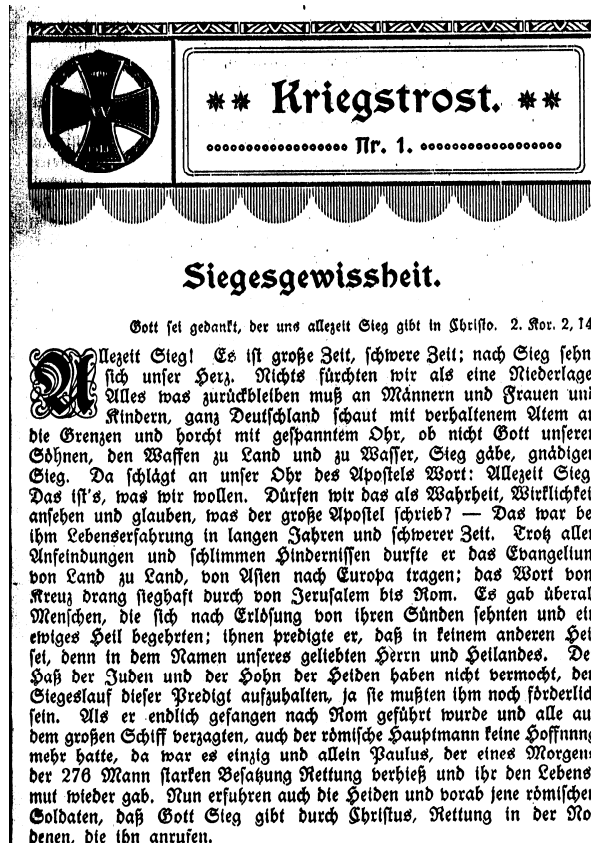 Kriegstrost.
Nr. 1.
Siegesgewissheit.
Gott sei gedankt, der uns allezeit Sieg gibt in Christo. 2. Kor. 2, 14
Allezeit Sieg! Es ist große Zeit, schwere Zeit; nach Sieg sehn
sich unser Herz. Nichts fürchten wir als eine Niederlage
Alles was zurückbleiben muß an Männern und Frauen und
Kindern, ganz Deutschland schaut mit verhaltenem Atem an
die Grenzen und horcht mit gespanntem Ohr, ob nicht Gott unseren
Söhnen, den Waffen zu Land und zu Wasser, Sieg gäbe, gnädigen
Sieg. Da schlägt an unser Ohr des Apostels Wort: Allezeit Sieg
Das ist's, was wir wollen. Dürfen wir das als Wahrheit, Wirklichkei
ansehen und glauben, was der große Apostel schrieb? — Das war be
ihm Lebenserfahrung in langen Jahren und schwerer Zeit. Trotz aller
Anfeindungen und schlimmen Hindernissen durfte er das Evangelium
von Land zu Land, von Asien nach Europa tragen; das Wort vom
Kreuz drang sieghaft durch von Jerusalem bis Rom. Es gab überal
Menschen, die sich nach Erlösung von ihren Sünden sehnten und ein
ewiges Heil begehrten; ihnen predigte er, daß in keinem anderen Hei
sei, denn in dem Namen unseres geliebten Herrn und Heilandes. De
Haß der Juden und der Hohn der Heiden haben nicht vermocht, den
Siegeslauf dieser Predigt aufzuhalten, ja sie mußten ihm noch förderlich
sein. Als er endlich gefangen nach Rom geführt wurde und alle au
dem großen Schiff verzagten, auch der römische Hauptmann keine Hoffnnng
mehr hatte, da war es einzig und allein Paulus, der eines Morgens
der 276 Mann starken Besatzung Rettung verhieß und ihr den Lebens
mut wieder gab. Nun erfuhren auch die Heiden und vorab jene römischen
Soldaten, daß Gott Sieg gibt durch Christus, Rettung in der No
denen, die ihn anrufen.